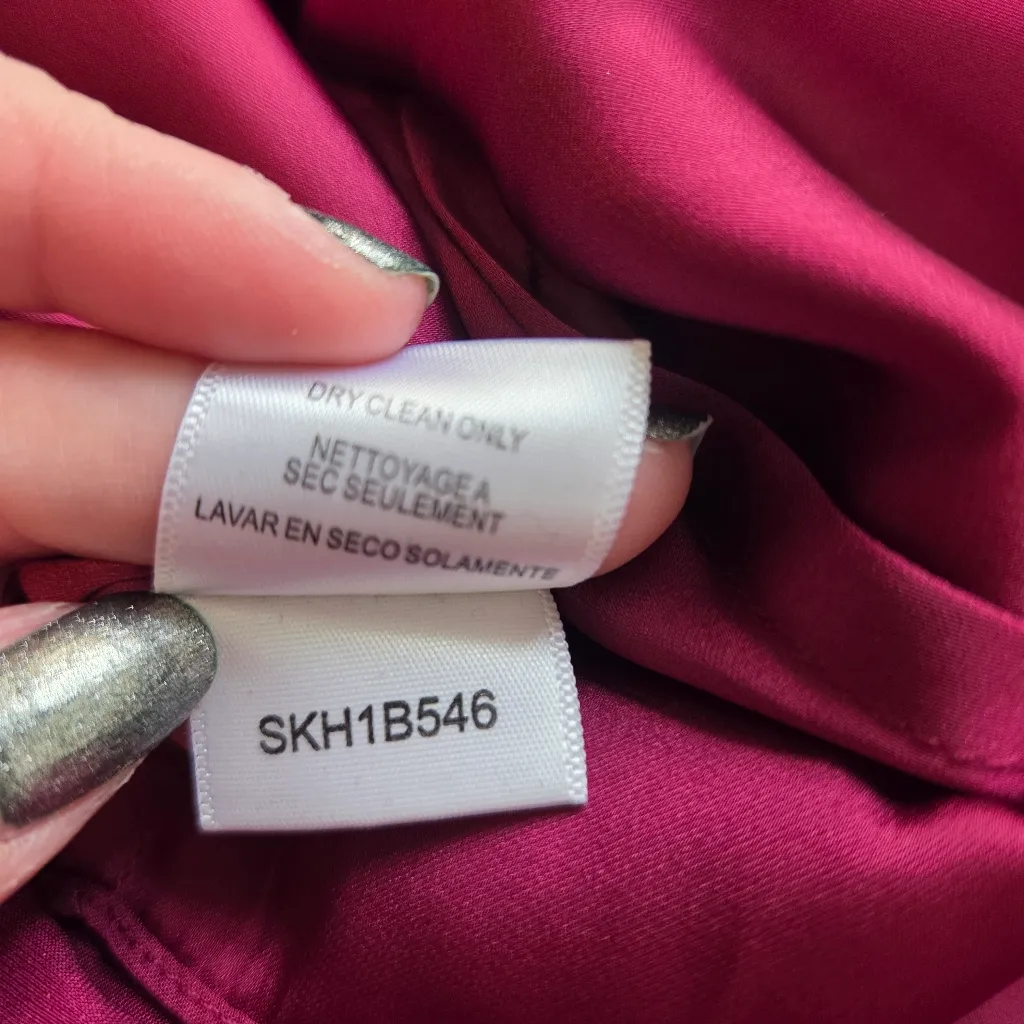 DRY CLEAN ONLY
NETTOYAGE A
SEC SEULEMENT
LAVAR EN SECO SOLAMENTE
SKH1B546